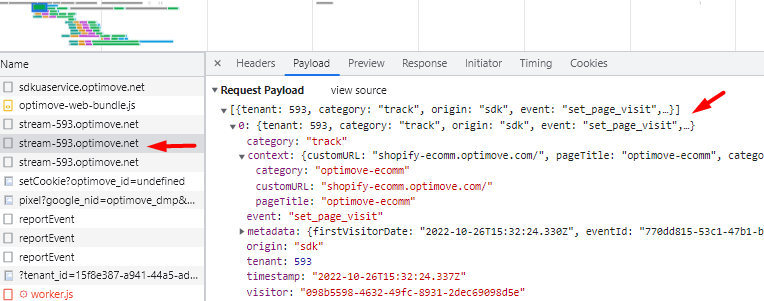 Name
sdkuaservice.optimove.net
optimove-web-bundle.js
stream-593.optimove.net
stream-593.optimove.net
stream-593.optimove.net
setCookie?optimove_id=undefined
pixel?google_nid=optimove_dmp&...
reportEvent
reportEvent
reportEvent
?tenant_id=15f8e387-a941-44a5-ad...
worker.js
Headers Payload Preview Response Initiator Timing Cookies
Request Payload view source
[{tenant: 593, category: "track", origin: "sdk", event: "set_page_visit",…}]
0: {tenant: 593, category: "track", origin: "sdk", event: "set_page_visit",…}
category: "track"
context: {customURL: "shopify-ecomm.optimove.com/", pageTitle: "optimove-ecomm", catego
category: "optimove-ecomm"
customURL: "shopify-ecomm.optimove.com/"
pageTitle: "optimove-ecomm"
event: "set_page_visit"
metadata: {firstVisitorDate: "2022-10-26T15:32:24.330Z", eventId: "770dd815-53c1-47b1-b
origin: "sdk"
tenant: 593
timestamp: "2022-10-26T15:32:24.337Z"
visitor: "098b5598-4632-49fc-8931-2dec69098d5e"